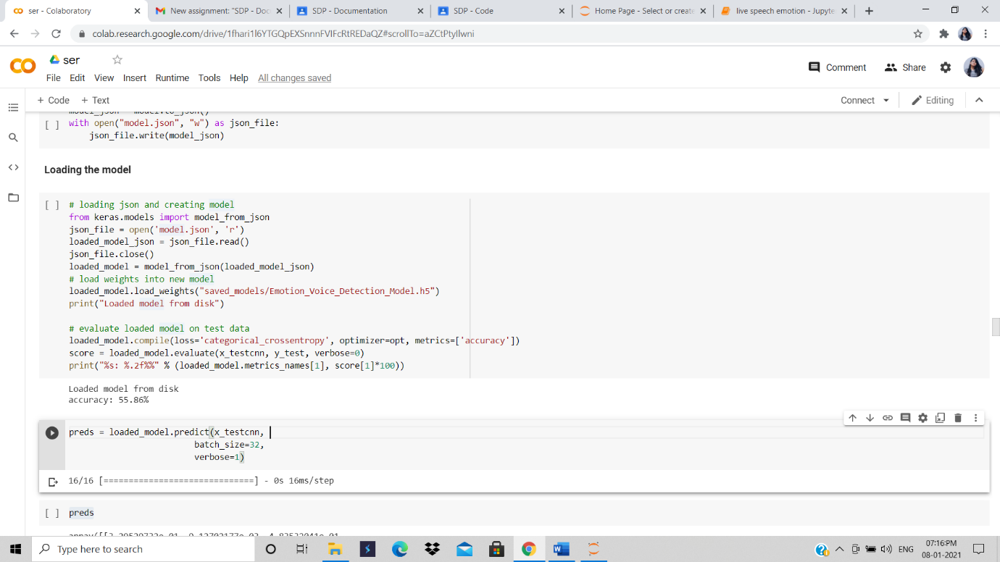 ser - Colaboratory
New assignment: "SDP - Doc
SDP - Documentation
SDP - Code
Home Page - Select or create
live speech emotion - Jupyte
colab.research.google.com/drive/1fhari1l6YTGQpEXSnnnFVIFcRtREDaQZ#scrollTo=aZCtPtyIlwni
ser
File Edit View Insert Runtime Tools Help All changes saved
Comment Share
+ Code + Text
Connect Editing
model_json = model.to_json()
[ ] with open("model.json", "w") as json_file:
json_file.write(model_json)
Loading the model
[ ] # loading json and creating model
from keras.models import model_from_json
json_file = open('model.json', 'r')
loaded_model_json = json_file.read()
json_file.close()
loaded_model = model_from_json(loaded_model_json)
# load weights into new model
loaded_model.load_weights("saved_models/Emotion_Voice_Detection_Model.h5")
print("Loaded model from disk")
# evaluate loaded model on test data
loaded_model.compile(loss='categorical_crossentropy', optimizer=opt, metrics=['accuracy'])
score = loaded_model.evaluate(x_testcnn, y_test, verbose=0)
print("%s: %.2f%%" % (loaded_model.metrics_names[1], score[1]*100))
Loaded model from disk
accuracy: 55.86%
preds = loaded_model.predict(x_testcnn,
batch_size=32,
verbose=1)
16/16 [==============================] - 0s 16ms/step
[ ] preds
Type here to search
ENG
07:16:PM
08-01-2021